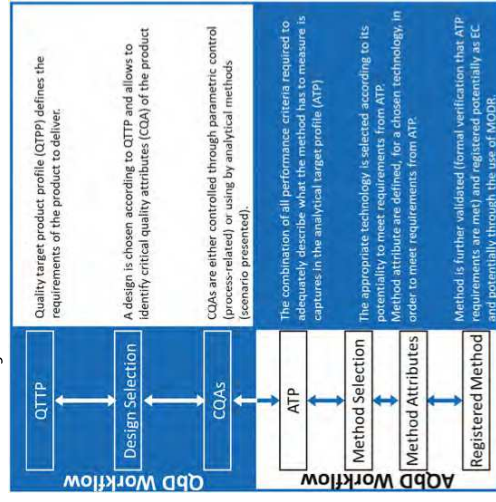 QbD Workflow
QTTP
Quality target product profile (QTPP) defines the
requirements of the product to deliver.
Design Selection
A design is chosen according to QTTP and allows to
identify critical quality attributes (CQA) of the product
CQAs
CQAs are either controlled through parametric control
(process-related) or using by analytical methods
(scenario presented).
AQbD Workflow
ATP
The combination of all performance criteria required to
adequately describe what the method has to measure is
captures in the analytical target profile (ATP)
Method Selection
The appropriate technology is selected according to its
potentiality to meet requirements from ATP.
Method Attributes
Method attribute are defined, for a chosen technology, in
order to meet requirements from ATP.
Registered Method
Method is further validated (formal verification that ATP
requirements are met) and registered potentially as EC
and potentially through the use of MODR.